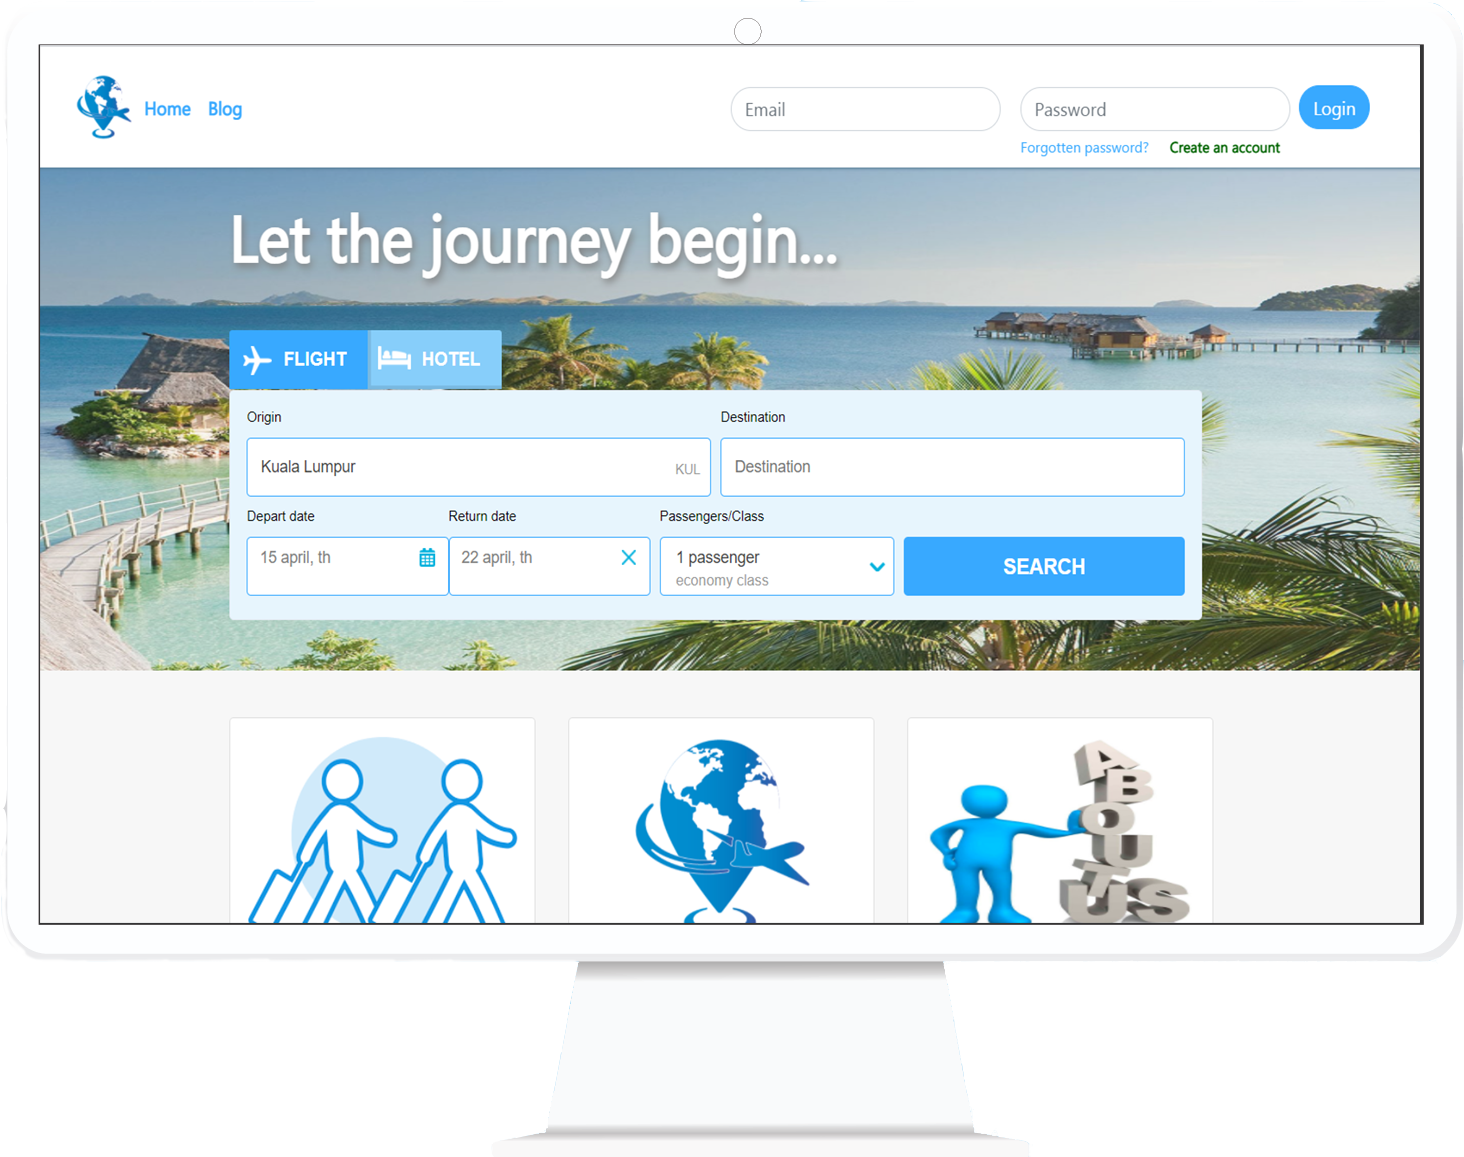 Home Blog
Email
Password
Login
Forgotten password? Create an account
Let the journey begin...
FLIGHT
HOTEL
Origin
Destination
Kuala Lumpur KUL
Destination
Depart date
Return date
Passengers/Class
15 april, th
22 april, th
1 passenger
economy class
SEARCH
ABOUT US